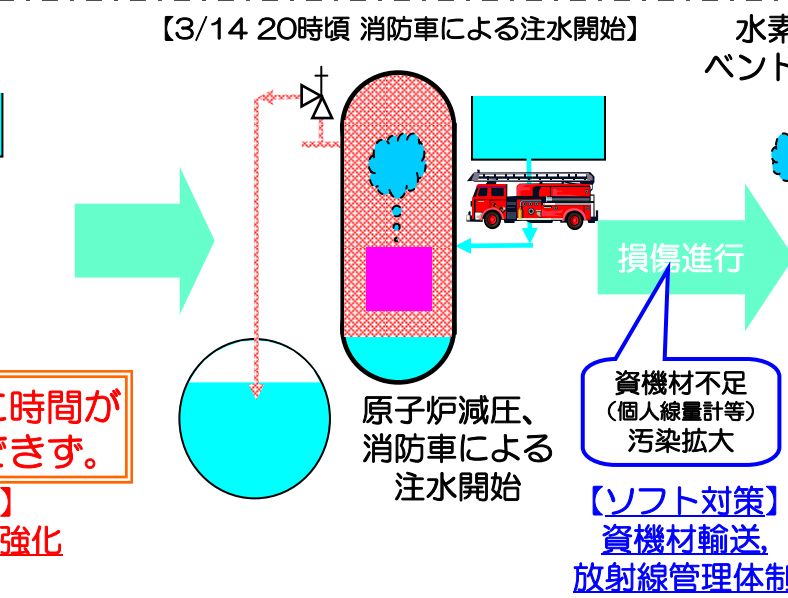 【3/14 20時頃 消防車による注水開始】
水素
ベント
損傷進行
に時間が
できず。
】
強化
原子炉減圧、
消防車による
注水開始
資機材不足
（個人線量計等）
汚染拡大
【ソフト対策】
資機材輸送,
放射線管理体制